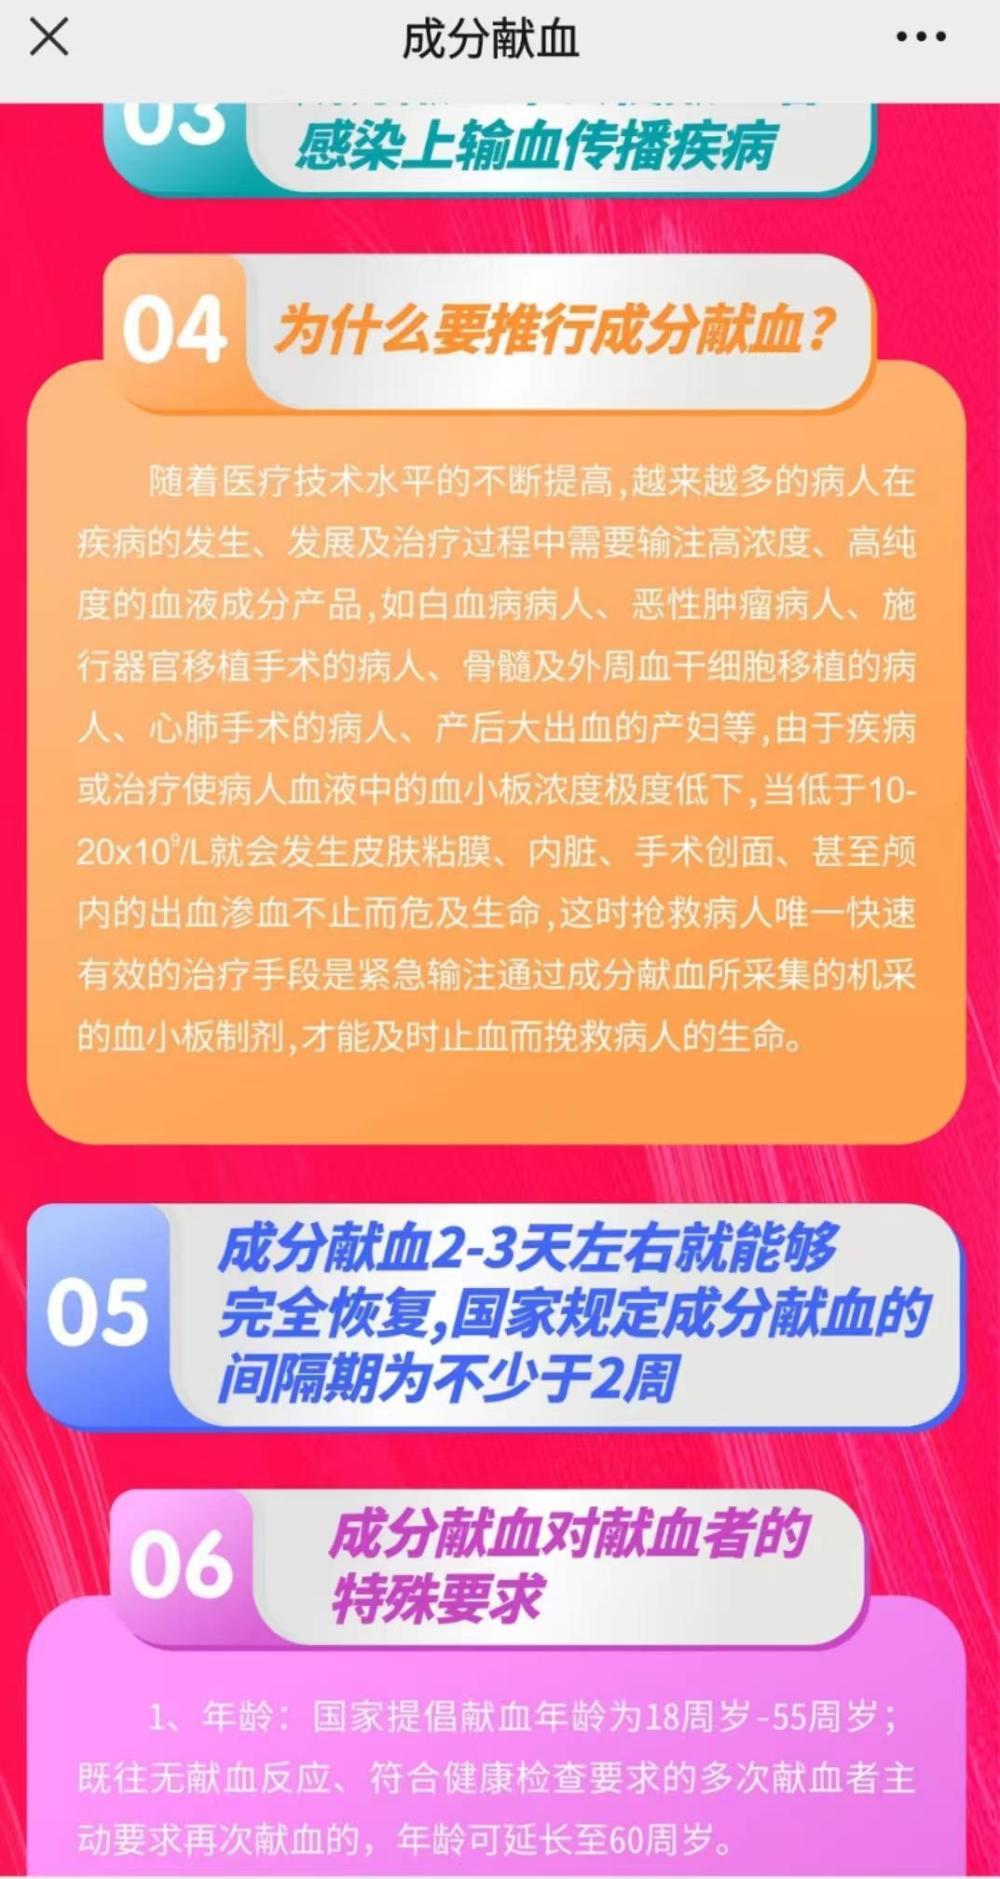 成分献血
03
感染上输血传播疾病
04
为什么要推行成分献血?
随着医疗技术水平的不断提高,越来越多的病人在
疾病的发生、发展及治疗过程中需要输注高浓度、高纯
度的血液成分产品,如白血病病人、恶性肿瘤病人、施
行器官移植手术的病人、骨髓及外周血干细胞移植的病
人、心肺手术的病人、产后大出血的产妇等,由于疾病
或治疗使病人血液中的血小板浓度极度低下,当低于10-
20x10⁹/L就会发生皮肤粘膜、内脏、手术创面、甚至颅
内的出血渗血不止而危及生命,这时抢救病人唯一快速
有效的治疗手段是紧急输注通过成分献血所采集的机采
的血小板制剂,才能及时止血而挽救病人的生命。
05
成分献血2-3天左右就能够
完全恢复,国家规定成分献血的
间隔期为不少于2周
06
成分献血对献血者的
特殊要求
1、年龄：国家提倡献血年龄为18周岁-55周岁；
既往无献血反应、符合健康检查要求的多次献血者主
动要求再次献血的，年龄可延长至60周岁。